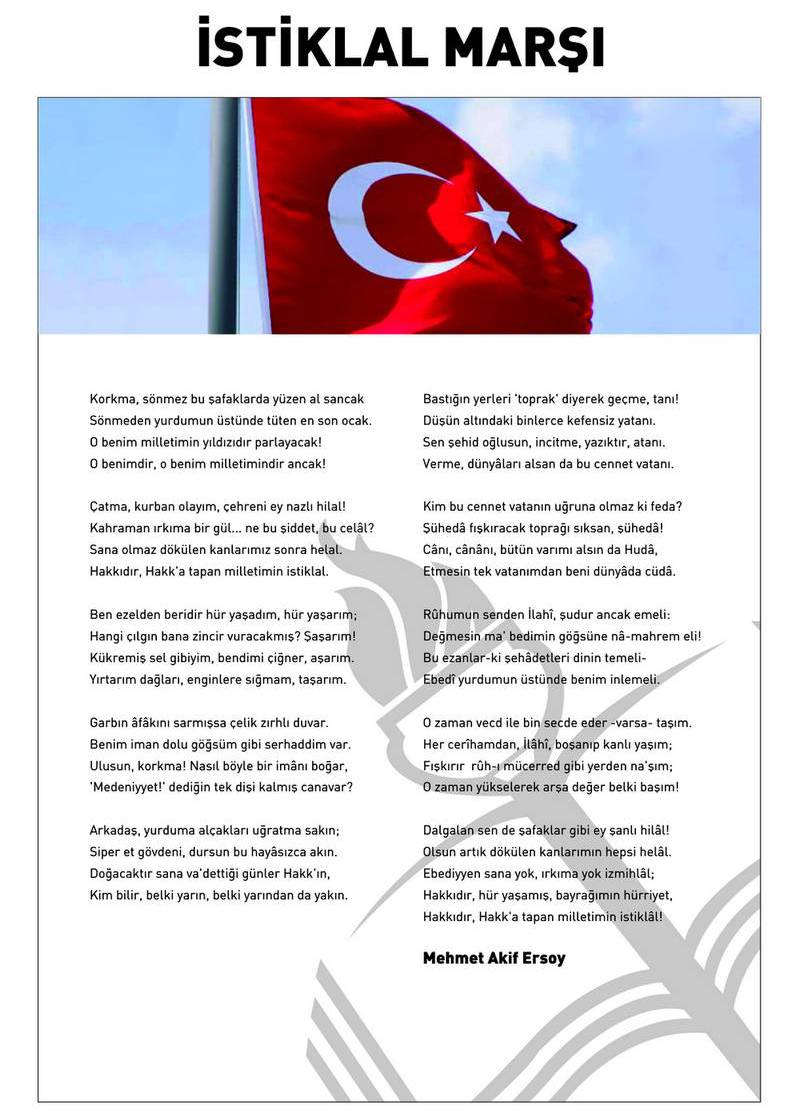 İSTİKLAL MARŞI
Korkma, sönmez bu şafaklarda yüzen al sancak
Sönmeden yurdumun üstünde tüten en son ocak.
O benim milletimin yıldızıdır parlayacak!
O benimdir, o benim milletimindir ancak!
Çatma, kurban olayım, çehreni ey nazlı hilal!
Kahraman ırkıma bir gül... ne bu şiddet, bu celâl?
Sana olmaz dökülen kanlarımız sonra helal.
Hakkıdır, Hakk'a tapan milletimin istiklal.
Ben ezelden beridir hür yaşadım, hür yaşarım;
Hangi çılgın bana zincir vuracakmış? Şaşarım!
Kükremiş sel gibiyim, bendimi çiğner, aşarım.
Yırtarım dağları, enginlere sığmam, taşarım.
Garbın âfâkını sarmışsa çelik zırhlı duvar.
Benim iman dolu göğsüm gibi serhaddim var.
Ulusun, korkma! Nasıl böyle bir imânı boğar,
'Medeniyyet!' dediğin tek dişi kalmış canavar?
Arkadaş, yurduma alçakları uğratma sakın;
Siper et gövdeni, dursun bu hayâsızca akın.
Doğacaktır sana va'dettiği günler Hakk'ın,
Kim bilir, belki yarın, belki yarından da yakın.
Bastığın yerleri 'toprak' diyerek geçme, tanı!
Düşün altındaki binlerce kefensiz yatanı.
Sen şehid oğlusun, incitme, yazıktır, atanı.
Verme, dünyâları alsan da bu cennet vatanı.
Kim bu cennet vatanın uğruna olmaz ki feda?
Şühedâ fışkıracak toprağı sıksan, şühedâ!
Cânı, cânânı, bütün varımı alsın da Hudâ,
Etmesin tek vatanımdan beni dünyâda cüdâ.
Rûhumun senden İlahî, şudur ancak emeli:
Değmesin ma' bedimin göğsüne nâ-mahrem eli!
Bu ezanlar-ki şehâdetleri dinin temeli-
Ebedî yurdumun üstünde benim inlemeli.
O zaman vecd ile bin secde eder -varsa- taşım.
Her cerîhamdan, İlâhî, boşanıp kanlı yaşım;
Fışkırır rûh-ı mücerred gibi yerden na'şım;
O zaman yükselerek arşa değer belki başım!
Dalgalan sen de şafaklar gibi ey şanlı hilâl!
Olsun artık dökülen kanlarımın hepsi helâl.
Ebediyyen sana yok, ırkıma yok izmihlâl;
Hakkıdır, hür yaşamış, bayrağımın hürriyet,
Hakkıdır, Hakk'a tapan milletimin istiklâl!
Mehmet Akif Ersoy